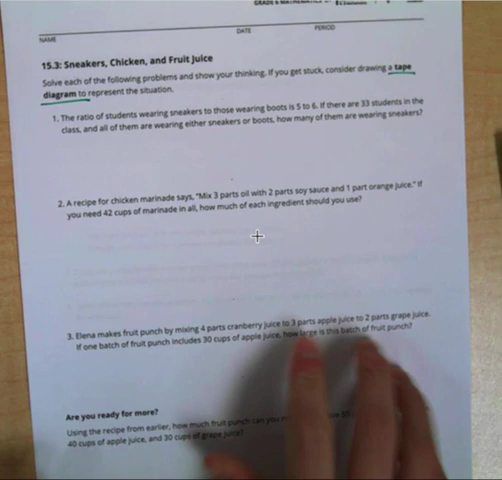 GRADE 6
NAME DATE PERIOD
15.3: Sneakers, Chicken, and Fruit Juice
Solve each of the following problems and show your thinking. If you get stuck, consider drawing a tape
diagram to represent the situation.
1. The ratio of students wearing sneakers to those wearing boots is 5 to 6. If there are 33 students in the
class, and all of them are wearing either sneakers or boots, how many of them are wearing sneakers?
2. A recipe for chicken marinade says, "Mix 3 parts oil with 2 parts soy sauce and 1 part orange juice." If
you need 42 cups of marinade in all, how much of each ingredient should you use?
3. Elena makes fruit punch by mixing 4 parts cranberry juice to 3 parts apple juice to 2 parts grape juice.
If one batch of fruit punch includes 30 cups of apple juice, how large is this batch of fruit punch?
Are you ready for more?
Using the recipe from earlier, how much fruit punch can you
40 cups of apple juice, and 30 cups of grape juice?